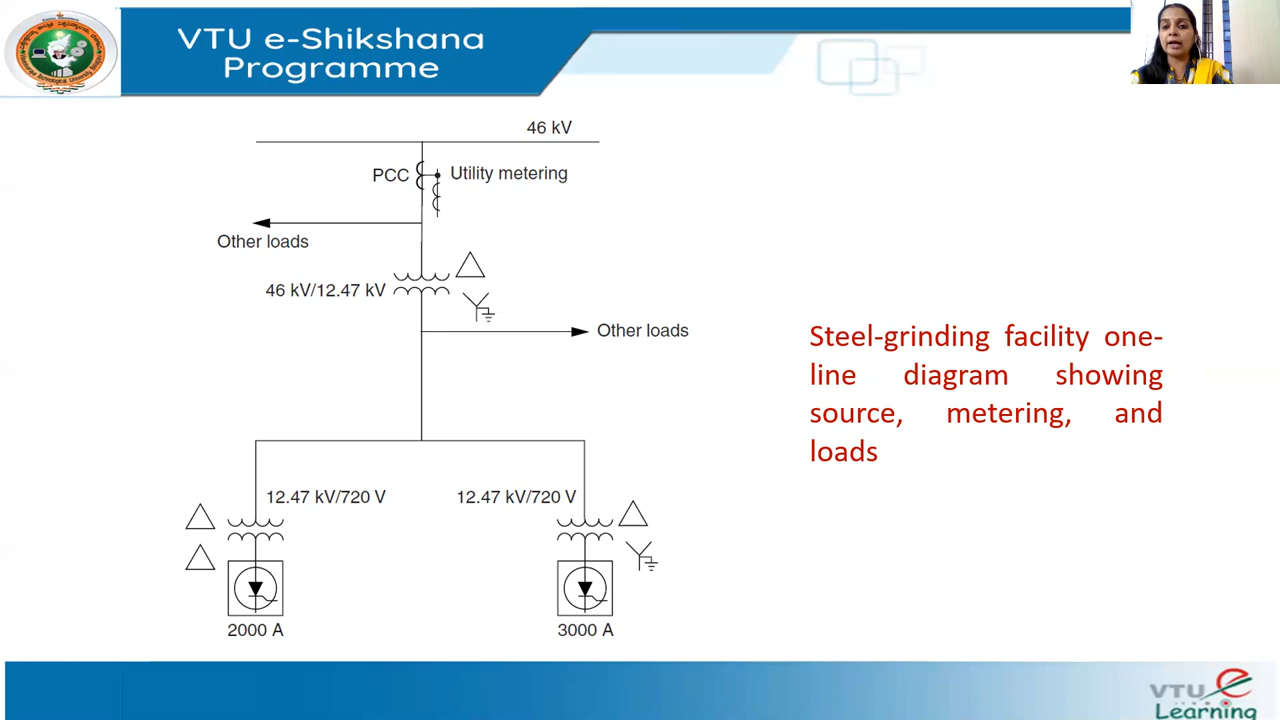 VTU e-Shikshana
Programme
46 kV
PCC
Utility metering
Other loads
46 kV/12.47 kV
Other loads
12.47 kV/720 V
12.47 kV/720 V
2000 A
3000 A
Steel-grinding facility one-
line diagram showing
source, metering, and
loads
VTU e
Learning